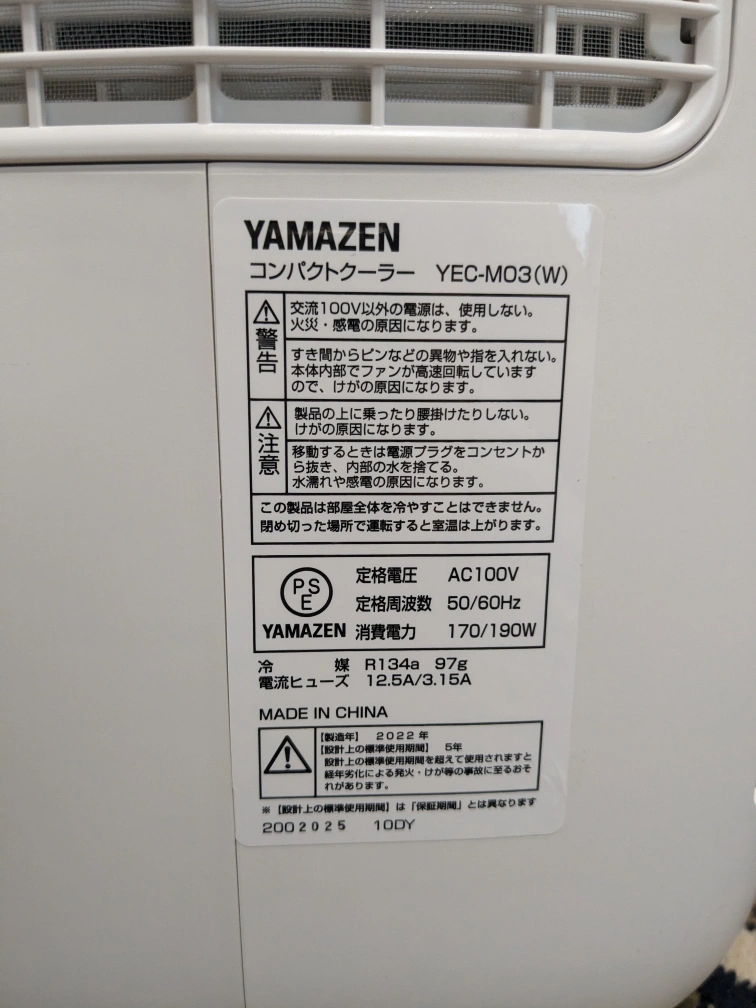 YAMAZEN
コンパクトクーラー YEC-M03(W)
警告
交流100V以外の電源は、使用しない。
火災・感電の原因になります。
すき間からピンなどの異物や指を入れない。
本体内部でファンが高速回転しています
ので、けがの原因になります。
注意
製品の上に乗ったり腰掛けたりしない。
けがの原因になります。
移動するときは電源プラグをコンセントか
ら抜き、内部の水を捨てる。
水濡れや感電の原因になります。
この製品は部屋全体を冷やすことはできません。
閉め切った場所で運転すると室温は上がります。
PS
E
YAMAZEN
定格電圧 AC100V
定格周波数 50/60Hz
消費電力 170/190W
冷媒 R134a 97g
電流ヒューズ 12.5A/3.15A
MADE IN CHINA
【製造年】 2022年
【設計上の標準使用期間】 5年
設計上の標準使用期間を超えて使用されますと
経年劣化による発火・けが等の事故に至るおそ
れがあります。
※【設計上の標準使用期間】は「保証期間」とは異なります
2002025 10DY